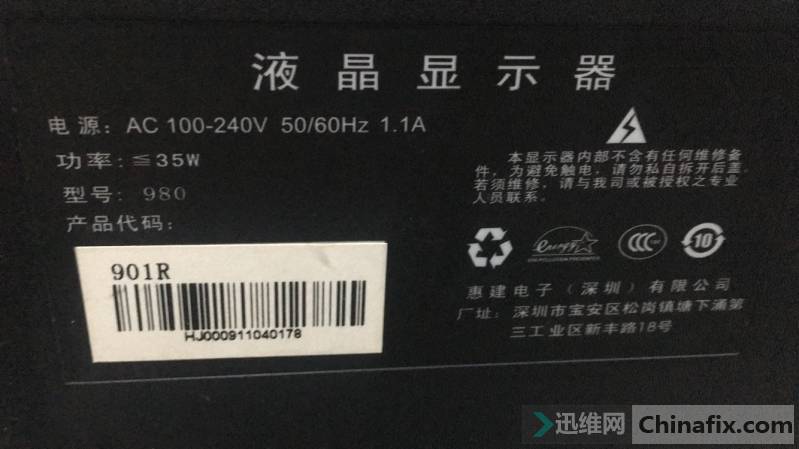 液晶显示器
电源: AC 100-240V 50/60Hz 1.1A
功率: ≦35W
型号: 980
产品代码:
901R
HJ000911040178
本显示器内部不含有任何维修备
件, 为避免触电, 请勿私自拆开后盖.
若须维修, 请与我司或被授权之专业
人员联系.
energy
CCC
10
惠建电子（深圳）有限公司
厂址: 深圳市宝安区松岗镇塘下涌第
三工业区新丰路18号
迅维网 Chinafix.com